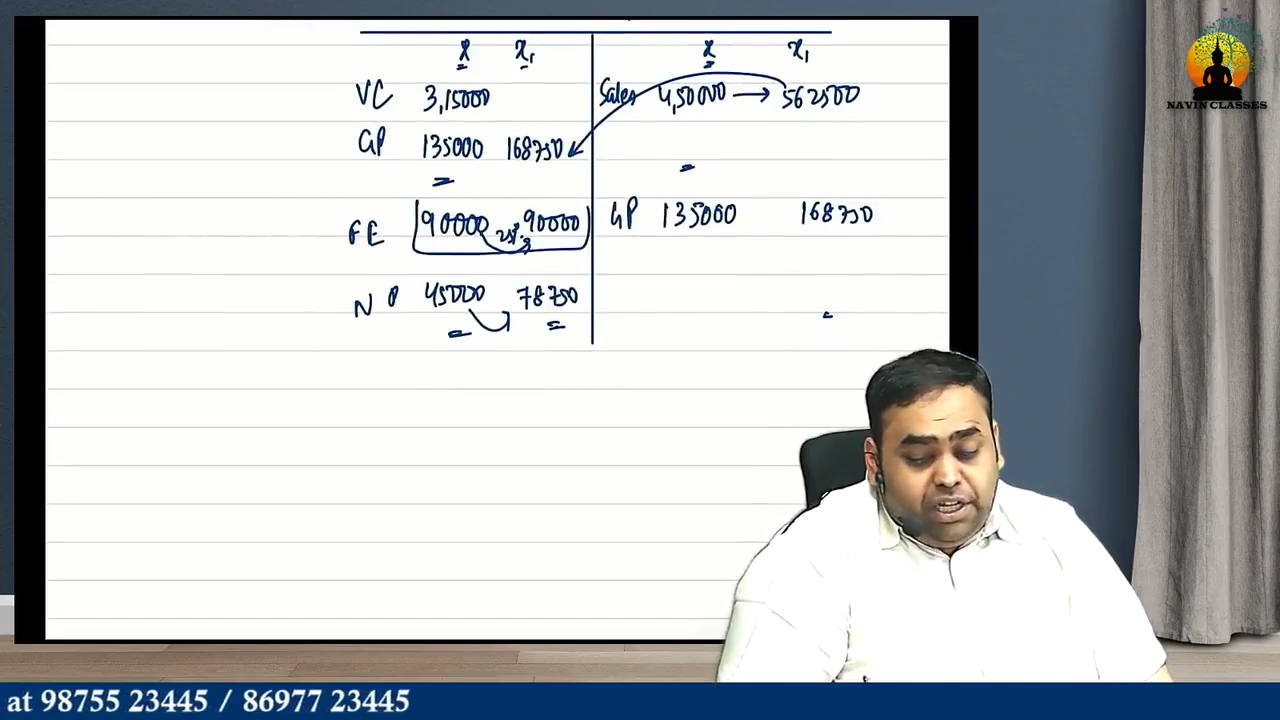 x x₁ x x₁
VC 3,15000 Sales 4,50000 → 562500
GP 135000 168750
FE 90000 25% 90000 GP 135000 168750
N P 45000 78750
NAVIN CLASSES
at 98755 23445 / 86977 23445